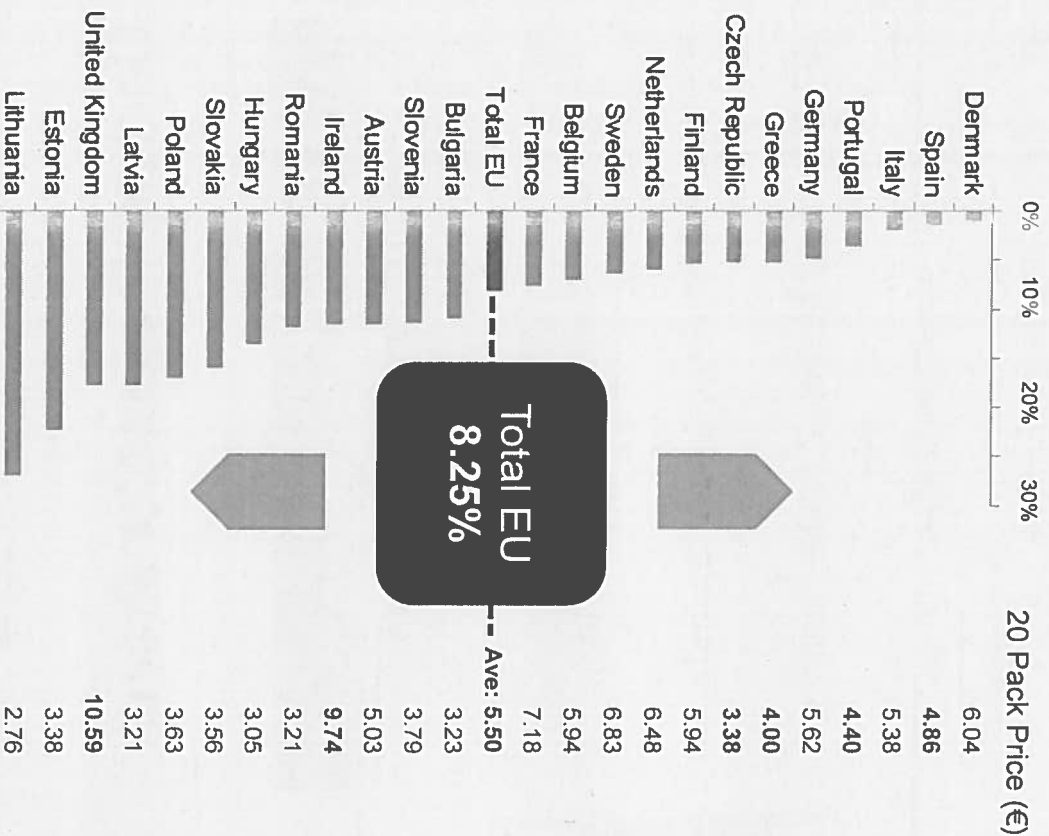 20 Pack Price (€)
0% 10% 20% 30%
Denmark 6.04
Spain 4.86
Italy 5.38
Portugal 4.40
Germany 5.62
Greece 4.00
Czech Republic 3.38
Finland 5.94
Netherlands 6.48
Sweden 6.83
Belgium 5.94
France 7.18
Total EU Ave: 5.50
Total EU
8.25%
Bulgaria 3.23
Slovenia 3.79
Austria 5.03
Ireland 9.74
Romania 3.21
Hungary 3.05
Slovakia 3.56
Poland 3.63
Latvia 3.21
United Kingdom 10.59
Estonia 3.38
Lithuania 2.76